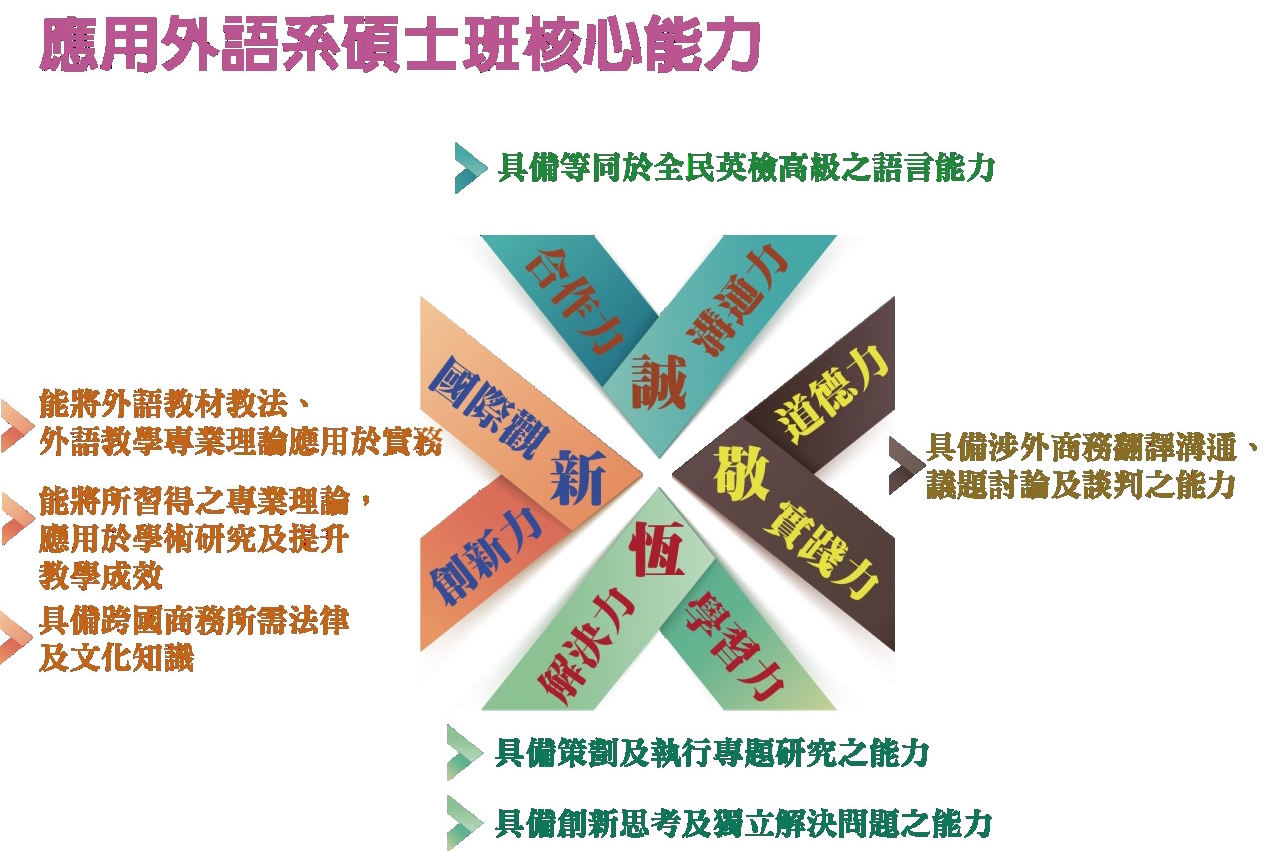 應用外語系碩士班核心能力
具備等同於全民英檢高級之語言能力
合作力
溝通力
誠
國際觀
新
創新力
道德力
敬
實踐力
恆
解決力
學習力
能將外語教材教法、
外語教學專業理論應用於實務
能將所習得之專業理論，
應用於學術研究及提升
教學成效
具備跨國商務所需法律
及文化知識
具備涉外商務翻譯溝通、
議題討論及談判之能力
具備策劃及執行專題研究之能力
具備創新思考及獨立解決問題之能力